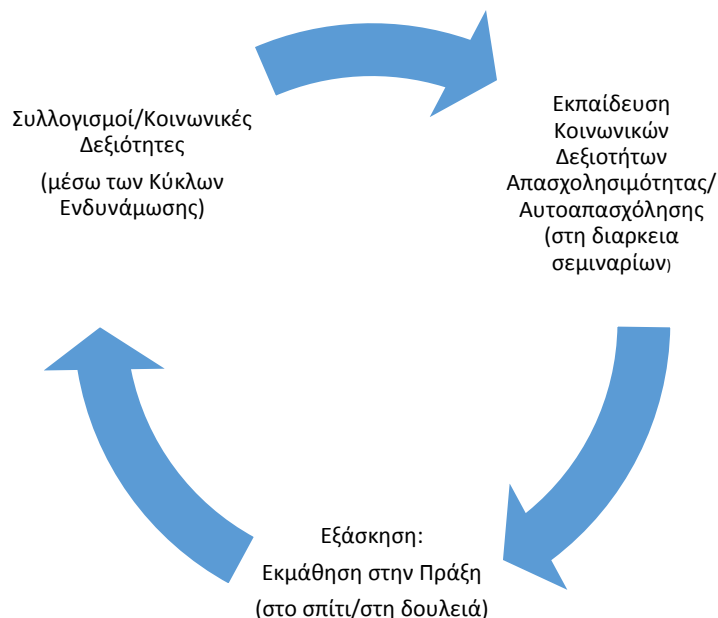 Συλλογισμοί/Κοινωνικές
Δεξιότητες
(μέσω των Κύκλων
Ενδυνάμωσης)
Εκπαίδευση
Κοινωνικών
Δεξιοτήτων
Απασχολησιμότητας/
Αυτοαπασχόλησης
(στη διαρκεια
σεμιναρίων)
Εξάσκηση:
Εκμάθηση στην Πράξη
(στο σπίτι/στη δουλειά)